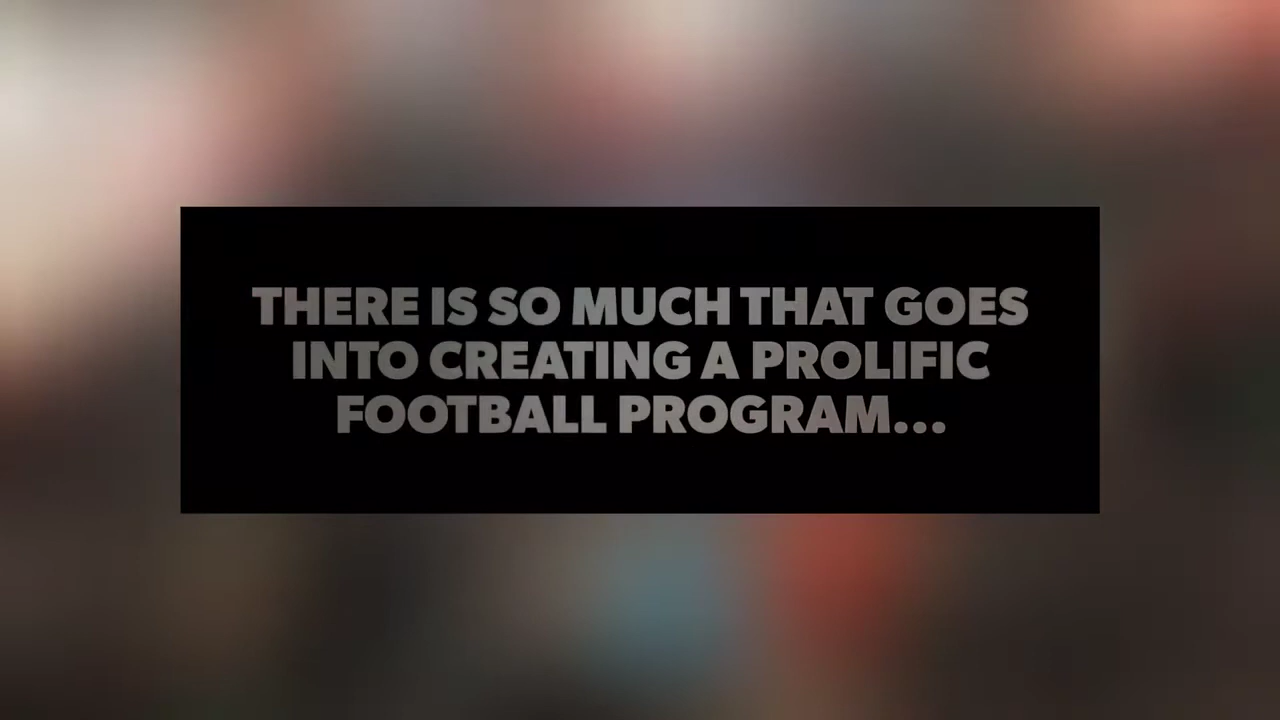 THERE IS SO MUCH THAT GOES
INTO CREATING A PROLIFIC
FOOTBALL PROGRAM...